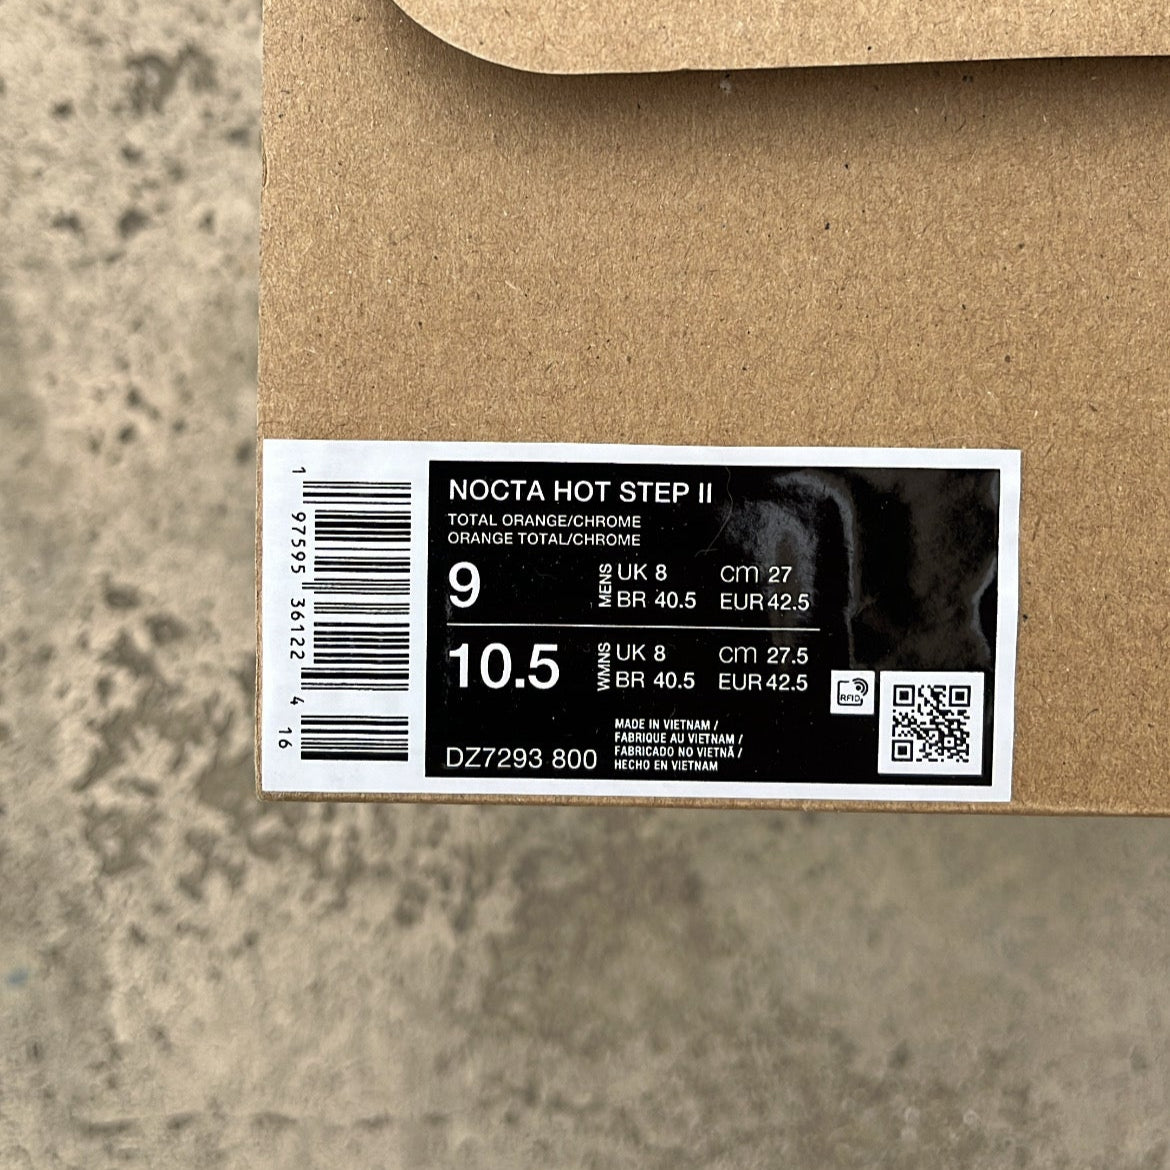 1 97595 36122 4 16
NOCTA HOT STEP II
TOTAL ORANGE/CHROME
ORANGE TOTAL/CHROME
9
MENS
UK 8 cm 27
BR 40.5 EUR 42.5
10.5
WMNS
UK 8 cm 27.5
BR 40.5 EUR 42.5
RFID
DZ7293 800
MADE IN VIETNAM /
FABRIQUE AU VIETNAM /
FABRICADO NO VIETNÃ /
HECHO EN VIETNAM